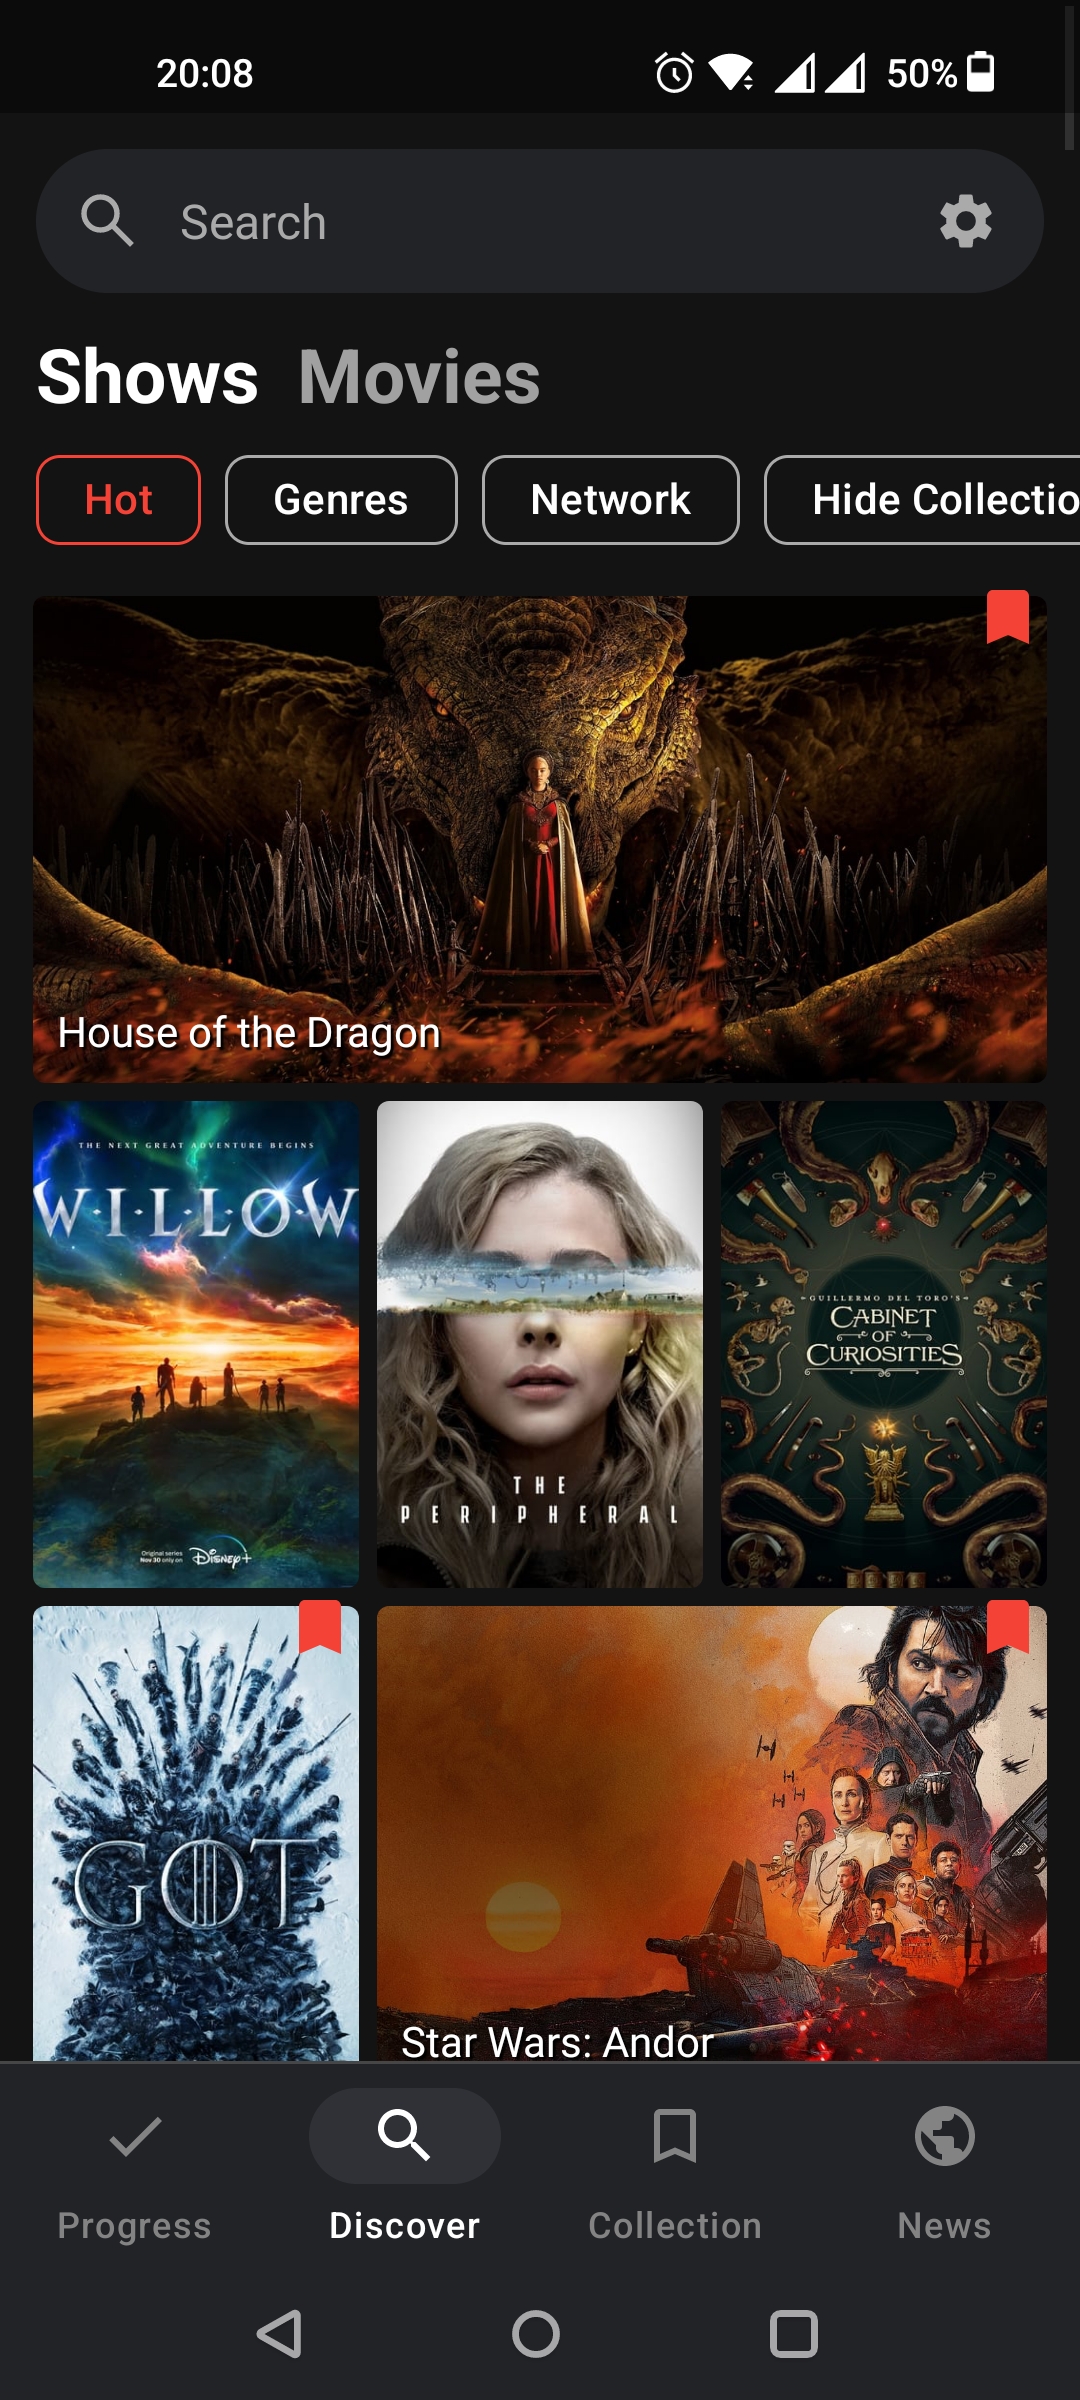 20:08
50%
Search
Shows Movies
Hot Genres Network Hide Collectio
House of the Dragon
THE NEXT GREAT ADVENTURE BEGINS
WILLOW
Original series
Nov 30 only on
Disney+
THE
PERIPHERAL
GUILLERMO DEL TORO'S
CABINET
OF
CURIOSITIES
GOT
Star Wars: Andor
Progress Discover Collection News